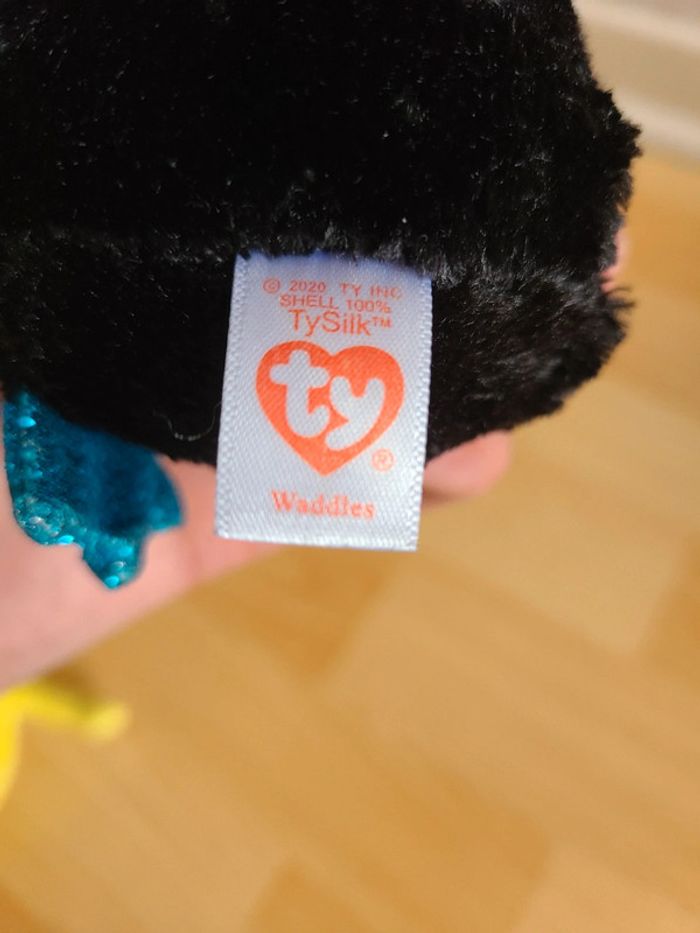 © 2020 TY INC
SHELL 100%
TySilk™
ty
®
Waddles